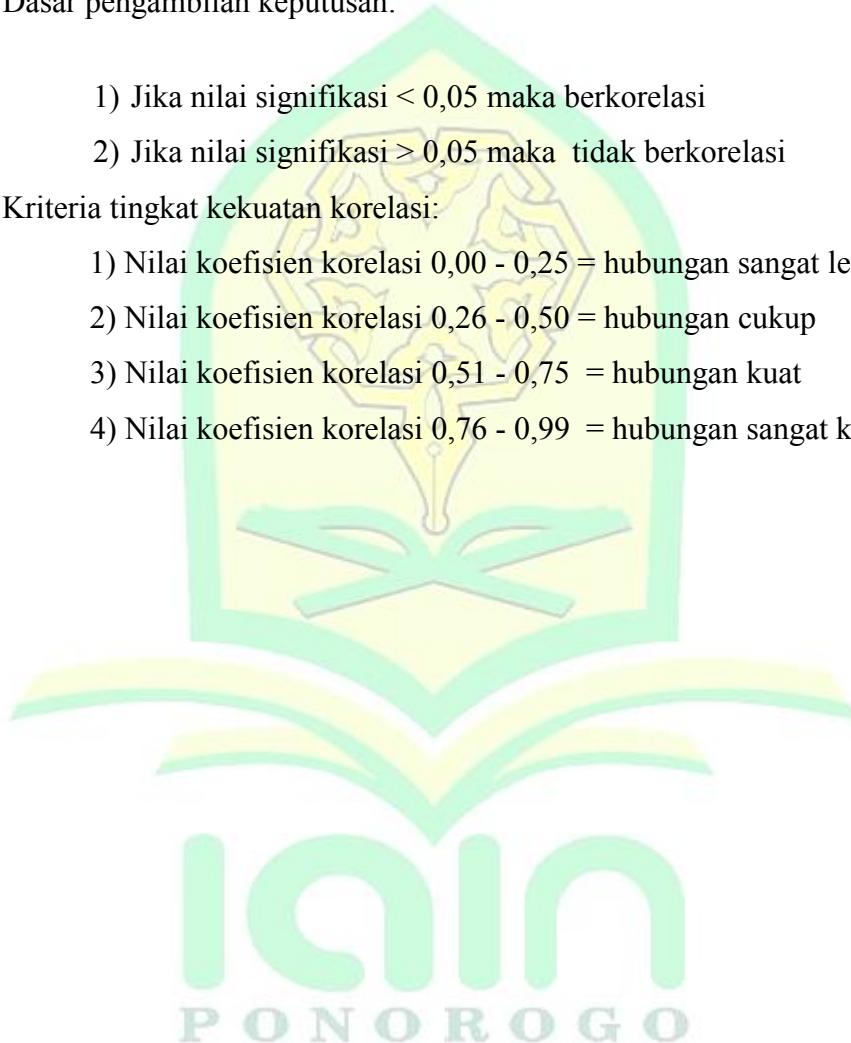 Dasar pengambilan keputusan:
1) Jika nilai signifikasi < 0,05 maka berkorelasi
2) Jika nilai signifikasi > 0,05 maka tidak berkorelasi
Kriteria tingkat kekuatan korelasi:
1) Nilai koefisien korelasi 0,00 - 0,25 = hubungan sangat le
2) Nilai koefisien korelasi 0,26 - 0,50 = hubungan cukup
3) Nilai koefisien korelasi 0,51 - 0,75 = hubungan kuat
4) Nilai koefisien korelasi 0,76 - 0,99 = hubungan sangat k
iain
PONOROGO